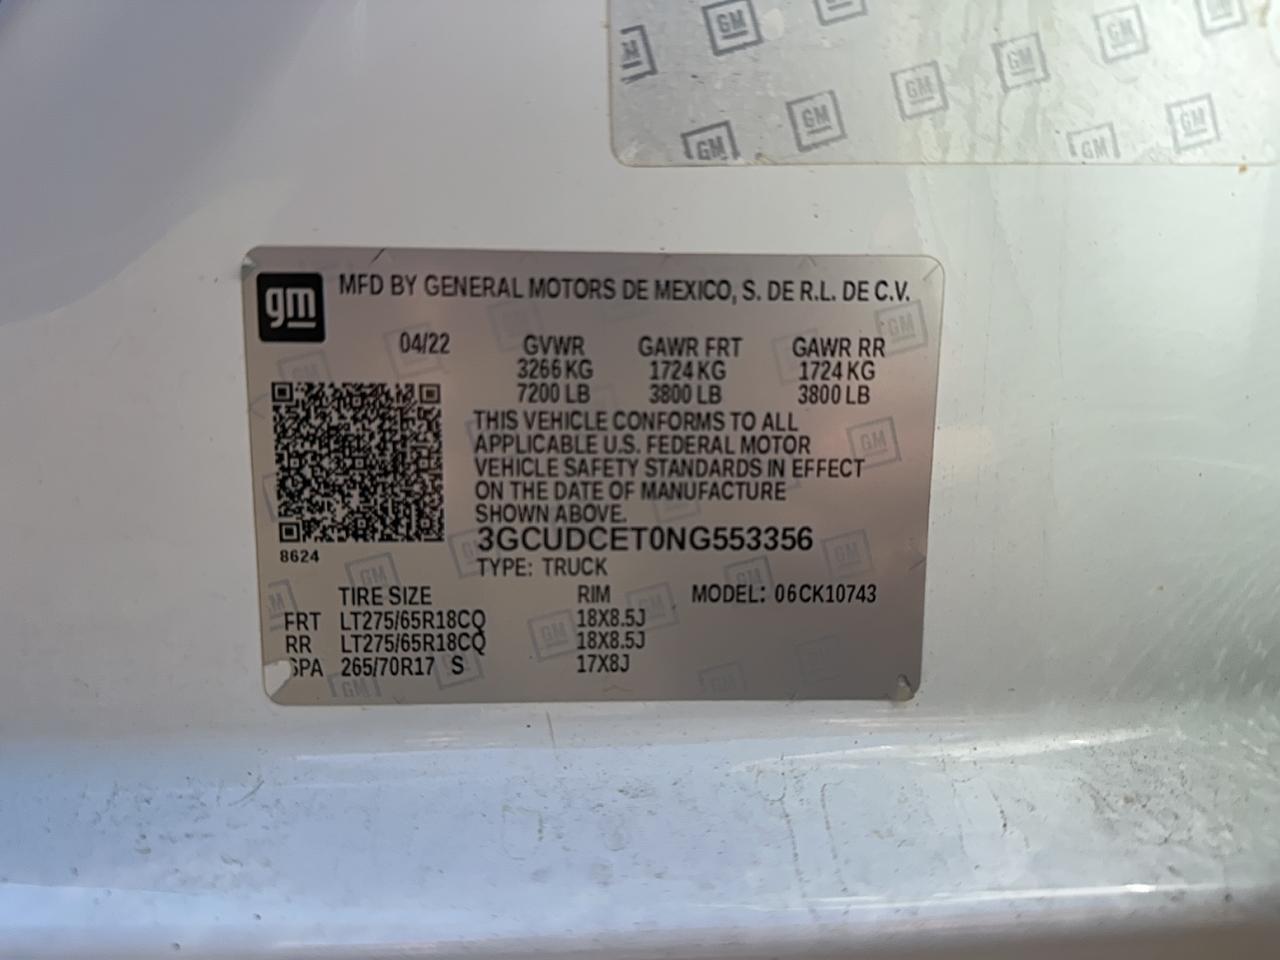 gm MFD BY GENERAL MOTORS DE MEXICO, S. DE R.L. DE C.V.
04/22 GVWR GAWR FRT GAWR RR
3266 KG 1724 KG 1724 KG
7200 LB 3800 LB 3800 LB
THIS VEHICLE CONFORMS TO ALL
APPLICABLE U.S. FEDERAL MOTOR
VEHICLE SAFETY STANDARDS IN EFFECT
ON THE DATE OF MANUFACTURE
SHOWN ABOVE.
3GCUDCET0NG553356
8624
TYPE: TRUCK
TIRE SIZE RIM MODEL: 06CK10743
FRT LT275/65R18CQ 18X8.5J
RR LT275/65R18CQ 18X8.5J
SPA 265/70R17 S 17X8J